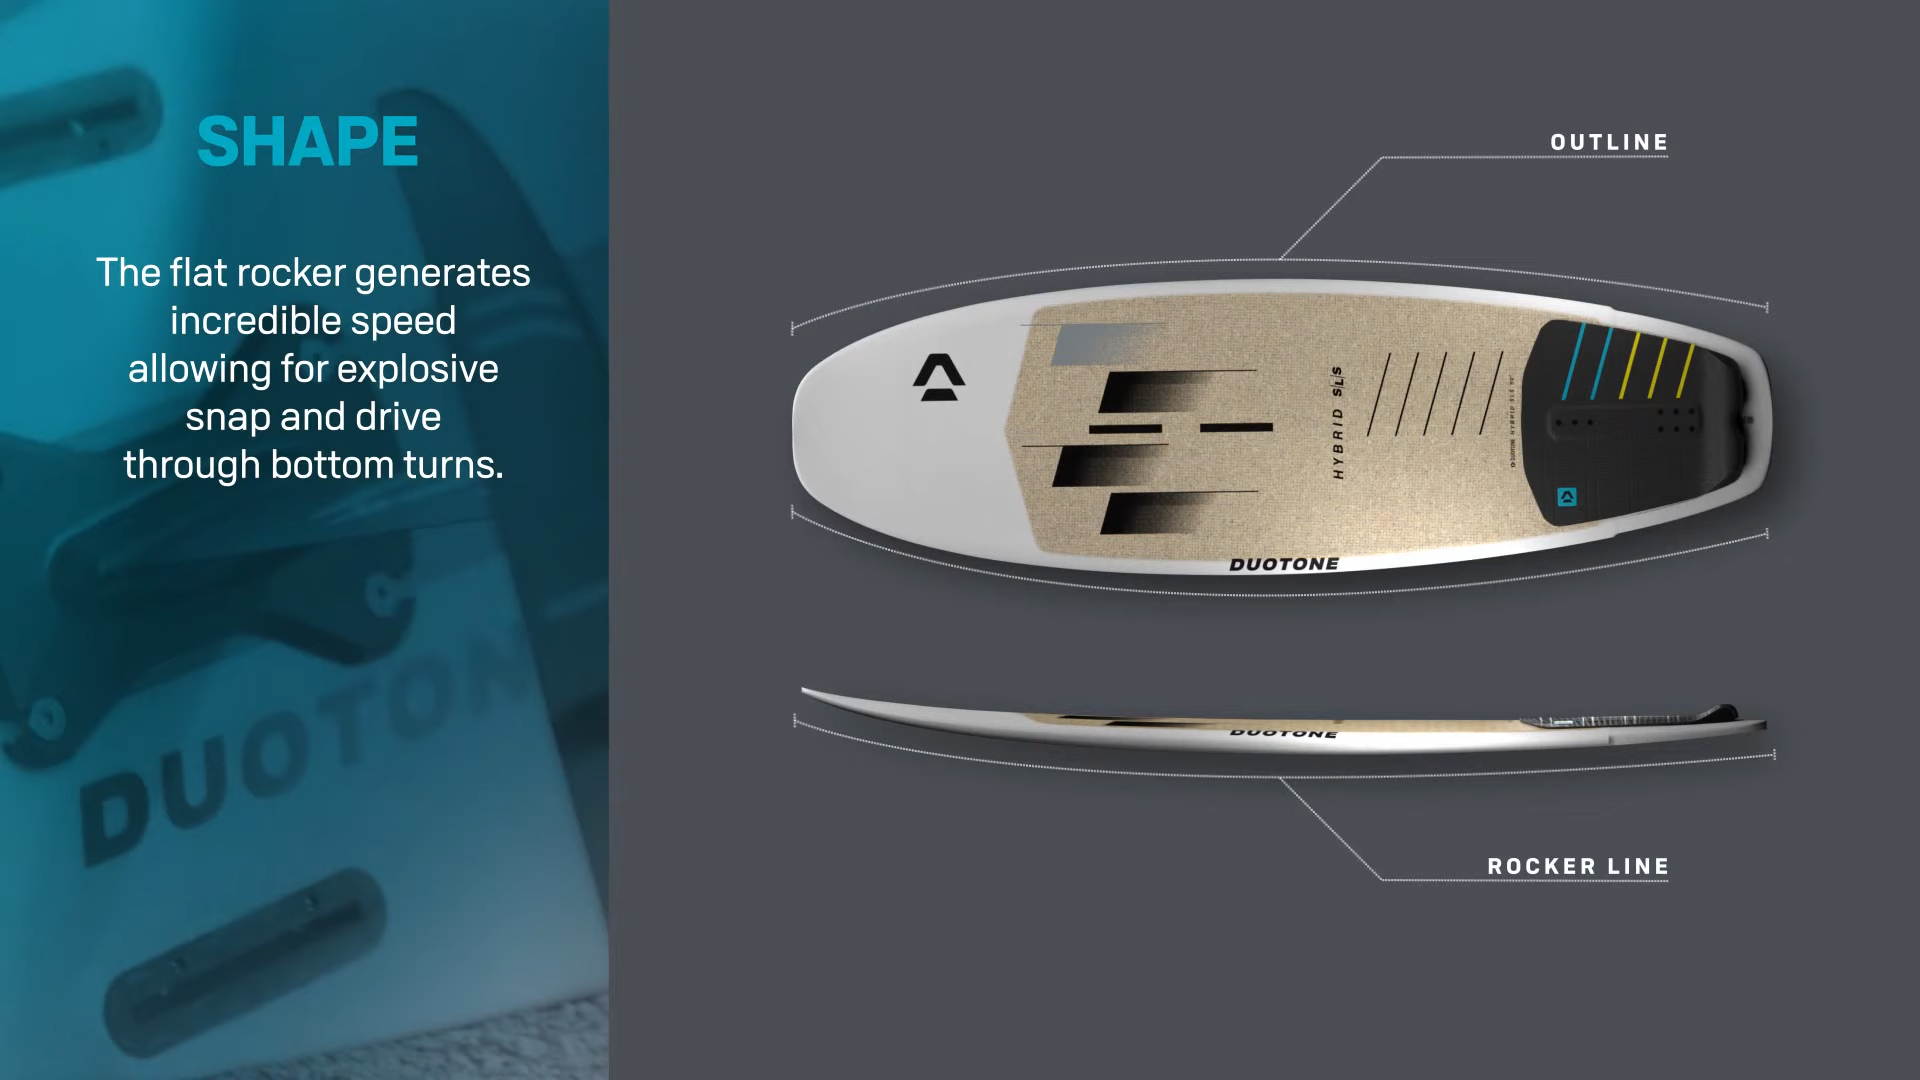 SHAPE
The flat rocker generates
incredible speed
allowing for explosive
snap and drive
through bottom turns.
DUOTON
OUTLINE
HYBRID SLS
DUOTONE
DUOTONE
ROCKER LINE